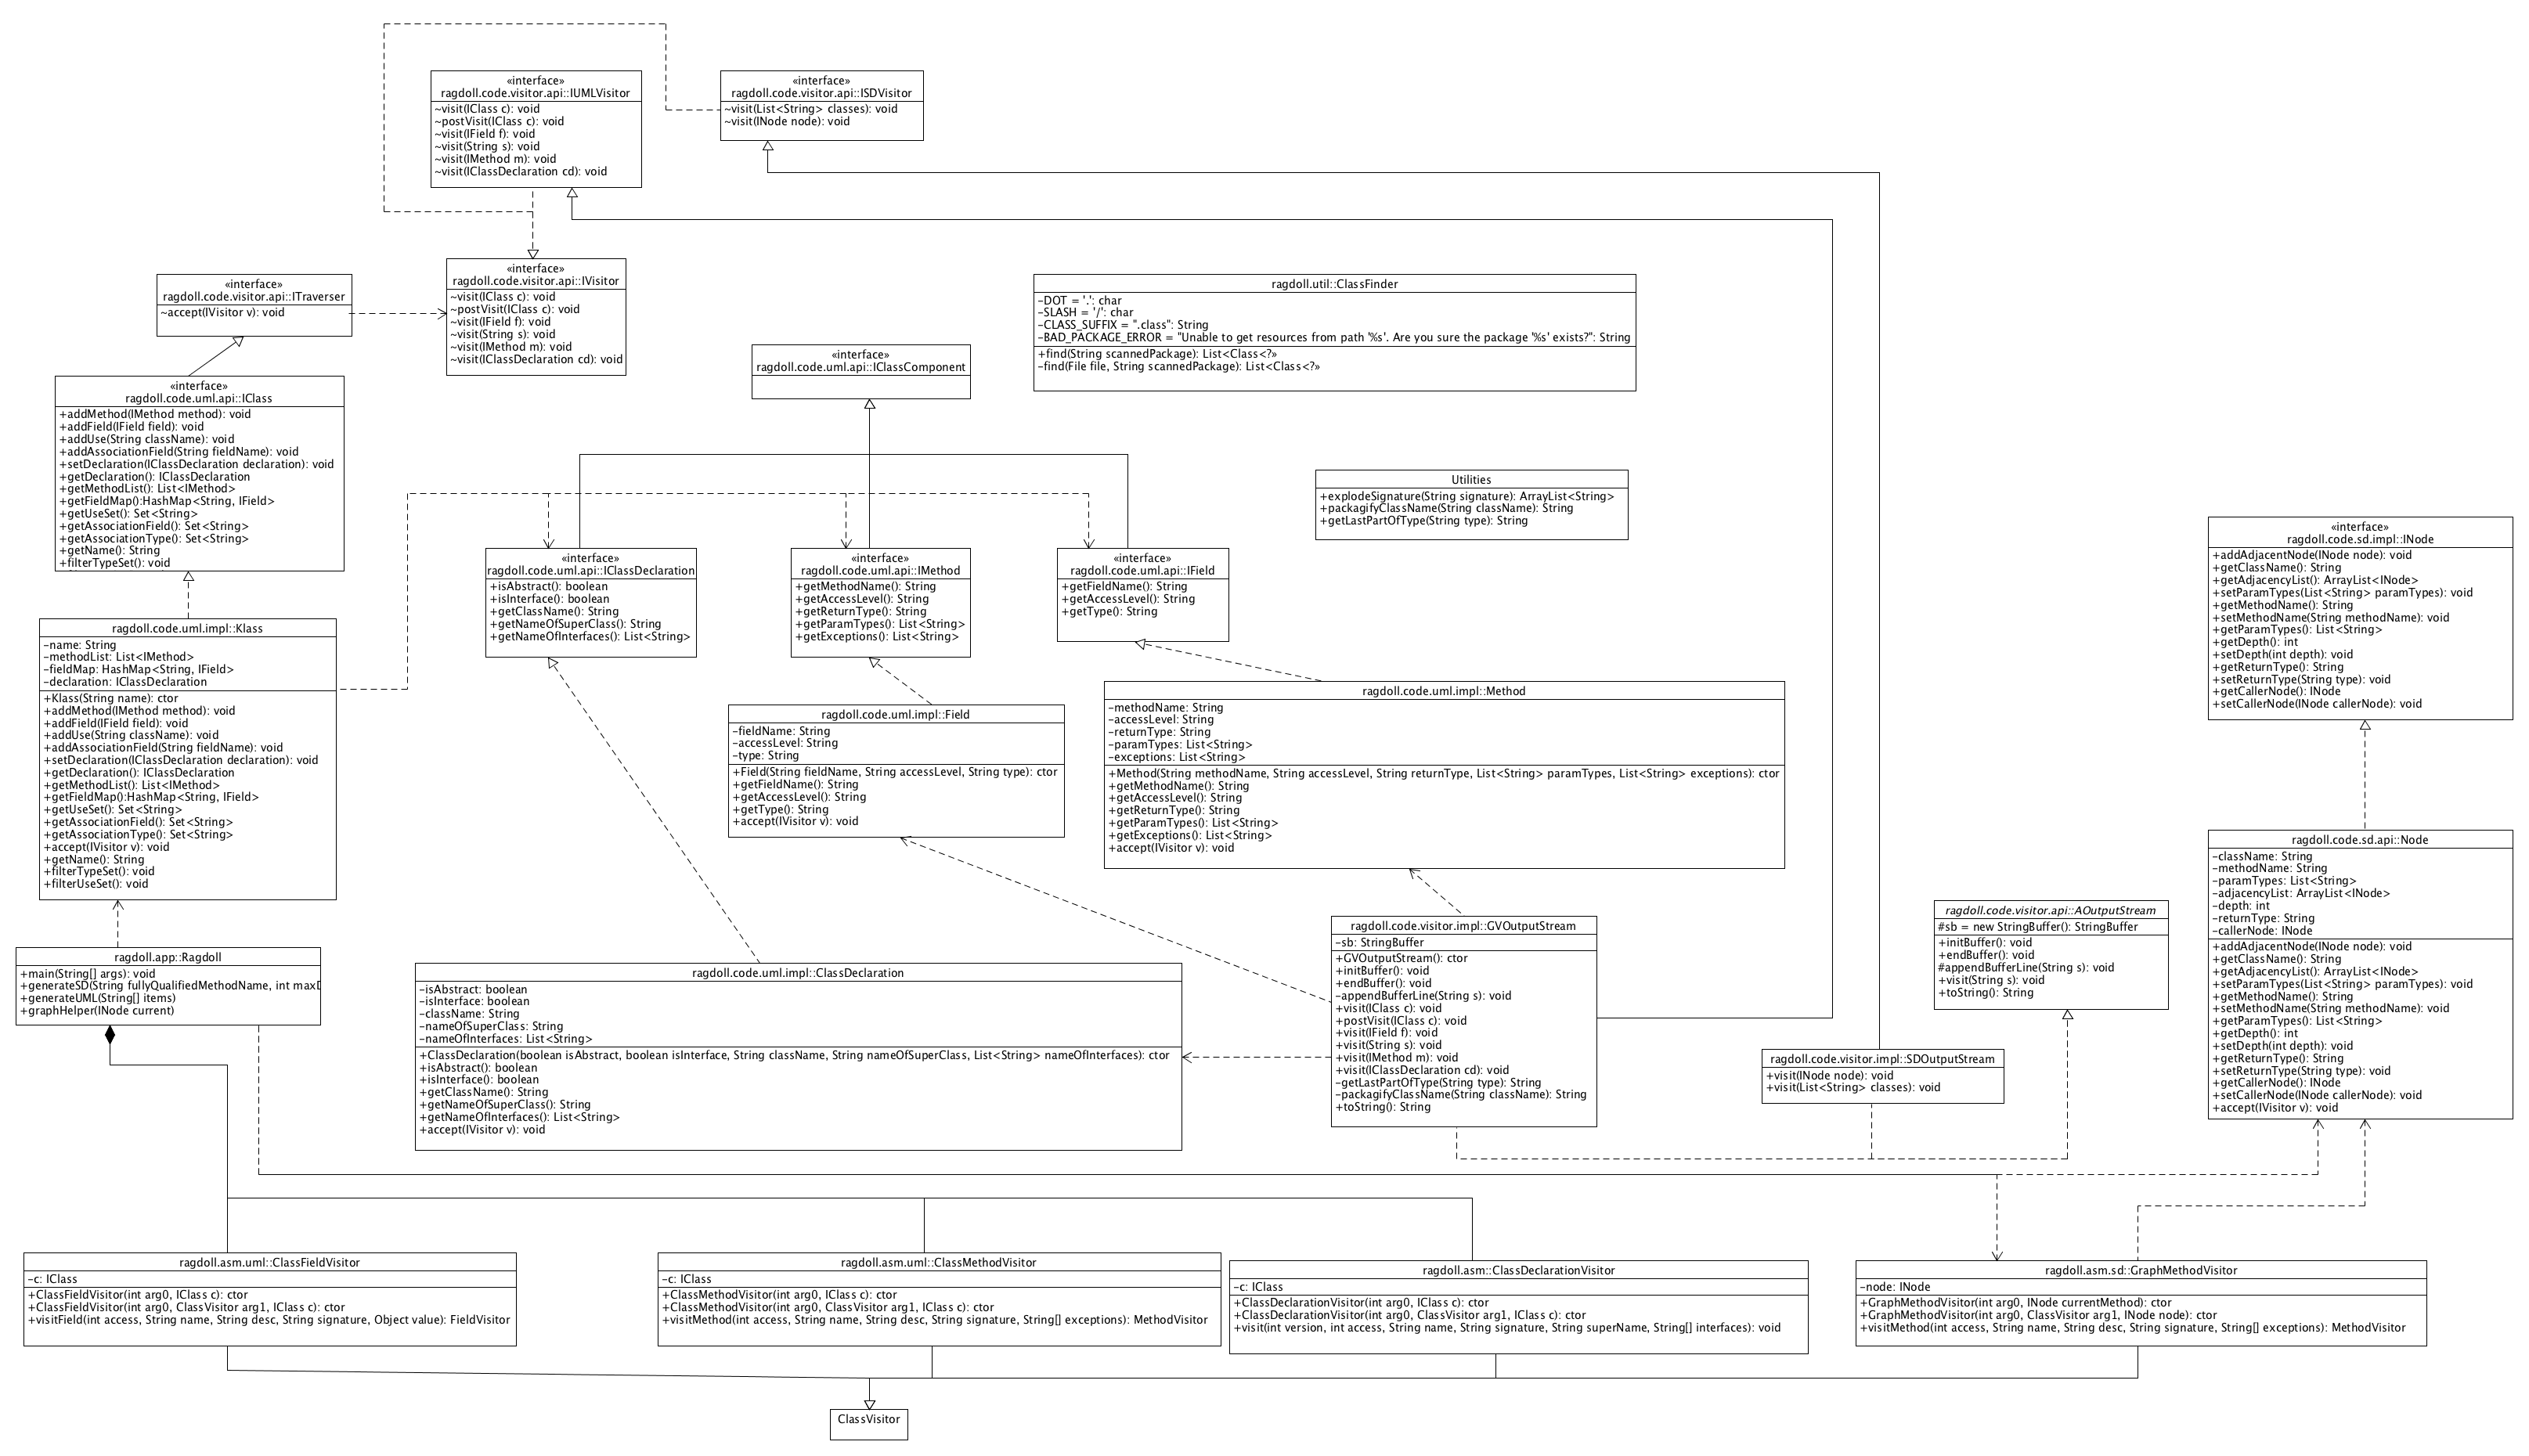 «interface»
ragdoll.code.visitor.api::IUMLVisitor
~visit(IClass c): void
~postVisit(IClass c): void
~visit(IField f): void
~visit(String s): void
~visit(IMethod m): void
~visit(IClassDeclaration cd): void
«interface»
ragdoll.code.visitor.api::ISDVisitor
~visit(List<String> classes): void
~visit(INode node): void
«interface»
ragdoll.code.visitor.api::ITraverser
~accept(IVisitor v): void
«interface»
ragdoll.code.visitor.api::IVisitor
~visit(IClass c): void
~postVisit(IClass c): void
~visit(IField f): void
~visit(String s): void
~visit(IMethod m): void
~visit(IClassDeclaration cd): void
ragdoll.util::ClassFinder
-DOT = '.': char
-SLASH = '/': char
-CLASS_SUFFIX = ".class": String
-BAD_PACKAGE_ERROR = "Unable to get resources from path '%s'. Are you sure the package '%s' exists?": String
+find(String scannedPackage): List<Class<?»
-find(File file, String scannedPackage): List<Class<?»
«interface»
ragdoll.code.uml.api::IClassComponent
«interface»
ragdoll.code.uml.api::IClass
+addMethod(IMethod method): void
+addField(IField field): void
+addUse(String className): void
+addAssociationField(String fieldName): void
+setDeclaration(IClassDeclaration declaration): void
+getDeclaration(): IClassDeclaration
+getMethodList(): List<IMethod>
+getFieldMap():HashMap<String, IField>
+getUseSet(): Set<String>
+getAssociationField(): Set<String>
+getAssociationType(): Set<String>
+getName(): String
+filterTypeSet(): void
Utilities
+explodeSignature(String signature): ArrayList<String>
+packagifyClassName(String className): String
+getLastPartOfType(String type): String
«interface»
ragdoll.code.uml.api::IClassDeclaration
+isAbstract(): boolean
+isInterface(): boolean
+getClassName(): String
+getNameOfSuperClass(): String
+getNameOfInterfaces(): List<String>
«interface»
ragdoll.code.uml.api::IMethod
+getMethodName(): String
+getAccessLevel(): String
+getReturnType(): String
+getParamTypes(): List<String>
+getExceptions(): List<String>
«interface»
ragdoll.code.uml.api::IField
+getFieldName(): String
+getAccessLevel(): String
+getType(): String
«interface»
ragdoll.code.sd.impl::INode
+addAdjacentNode(INode node): void
+getClassName(): String
+getAdjacencyList(): ArrayList<INode>
+setParamTypes(List<String> paramTypes): void
+getMethodName(): String
+setMethodName(String methodName): void
+getParamTypes(): List<String>
+getDepth(): int
+setDepth(int depth): void
+getReturnType(): String
+setReturnType(String type): void
+getCallerNode(): INode
+setCallerNode(INode callerNode): void
ragdoll.code.uml.impl::Klass
-name: String
-methodList: List<IMethod>
-fieldMap: HashMap<String, IField>
-declaration: IClassDeclaration
+Klass(String name): ctor
+addMethod(IMethod method): void
+addField(IField field): void
+addUse(String className): void
+addAssociationField(String fieldName): void
+setDeclaration(IClassDeclaration declaration): void
+getDeclaration(): IClassDeclaration
+getMethodList(): List<IMethod>
+getFieldMap():HashMap<String, IField>
+getUseSet(): Set<String>
+getAssociationField(): Set<String>
+getAssociationType(): Set<String>
+accept(IVisitor v): void
+getName(): String
+filterTypeSet(): void
+filterUseSet(): void
ragdoll.code.uml.impl::Field
-fieldName: String
-accessLevel: String
-type: String
+Field(String fieldName, String accessLevel, String type): ctor
+getFieldName(): String
+getAccessLevel(): String
+getType(): String
+accept(IVisitor v): void
ragdoll.code.uml.impl::Method
-methodName: String
-accessLevel: String
-returnType: String
-paramTypes: List<String>
-exceptions: List<String>
+Method(String methodName, String accessLevel, String returnType, List<String> paramTypes, List<String> exceptions): ctor
+getMethodName(): String
+getAccessLevel(): String
+getReturnType(): String
+getParamTypes(): List<String>
+getExceptions(): List<String>
+accept(IVisitor v): void
ragdoll.code.sd.api::Node
-className: String
-methodName: String
-paramTypes: List<String>
-adjacencyList: ArrayList<INode>
-depth: int
-returnType: String
-callerNode: INode
+addAdjacentNode(INode node): void
+getClassName(): String
+getAdjacencyList(): ArrayList<INode>
+setParamTypes(List<String> paramTypes): void
+getMethodName(): String
+setMethodName(String methodName): void
+getParamTypes(): List<String>
+getDepth(): int
+setDepth(int depth): void
+getReturnType(): String
+setReturnType(String type): void
+getCallerNode(): INode
+setCallerNode(INode callerNode): void
+accept(IVisitor v): void
ragdoll.app::Ragdoll
+main(String[] args): void
+generateSD(String fullyQualifiedMethodName, int maxD
+generateUML(String[] items)
+graphHelper(INode current)
ragdoll.code.uml.impl::ClassDeclaration
-isAbstract: boolean
-isInterface: boolean
-className: String
-nameOfSuperClass: String
-nameOfInterfaces: List<String>
+ClassDeclaration(boolean isAbstract, boolean isInterface, String className, String nameOfSuperClass, List<String> nameOfInterfaces): ctor
+isAbstract(): boolean
+isInterface(): boolean
+getClassName(): String
+getNameOfSuperClass(): String
+getNameOfInterfaces(): List<String>
+accept(IVisitor v): void
ragdoll.code.visitor.impl::GVOutputStream
-sb: StringBuffer
+GVOutputStream(): ctor
+initBuffer(): void
+endBuffer(): void
-appendBufferLine(String s): void
+visit(IClass c): void
+postVisit(IClass c): void
+visit(IField f): void
+visit(String s): void
+visit(IMethod m): void
+visit(IClassDeclaration cd): void
-getLastPartOfType(String type): String
-packagifyClassName(String className): String
+toString(): String
ragdoll.code.visitor.api::AOutputStream
#sb = new StringBuffer(): StringBuffer
+initBuffer(): void
+endBuffer(): void
#appendBufferLine(String s): void
+visit(String s): void
+toString(): String
ragdoll.code.visitor.impl::SDOutputStream
+visit(INode node): void
+visit(List<String> classes): void
ragdoll.asm.uml::ClassFieldVisitor
-c: IClass
+ClassFieldVisitor(int arg0, IClass c): ctor
+ClassFieldVisitor(int arg0, ClassVisitor arg1, IClass c): ctor
+visitField(int access, String name, String desc, String signature, Object value): FieldVisitor
ragdoll.asm.uml::ClassMethodVisitor
-c: IClass
+ClassMethodVisitor(int arg0, IClass c): ctor
+ClassMethodVisitor(int arg0, ClassVisitor arg1, IClass c): ctor
+visitMethod(int access, String name, String desc, String signature, String[] exceptions): MethodVisitor
ragdoll.asm::ClassDeclarationVisitor
-c: IClass
+ClassDeclarationVisitor(int arg0, IClass c): ctor
+ClassDeclarationVisitor(int arg0, ClassVisitor arg1, IClass c): ctor
+visit(int version, int access, String name, String signature, String superName, String[] interfaces): void
ragdoll.asm.sd::GraphMethodVisitor
-node: INode
+GraphMethodVisitor(int arg0, INode currentMethod): ctor
+GraphMethodVisitor(int arg0, ClassVisitor arg1, INode node): ctor
+visitMethod(int access, String name, String desc, String signature, String[] exceptions): MethodVisitor
ClassVisitor